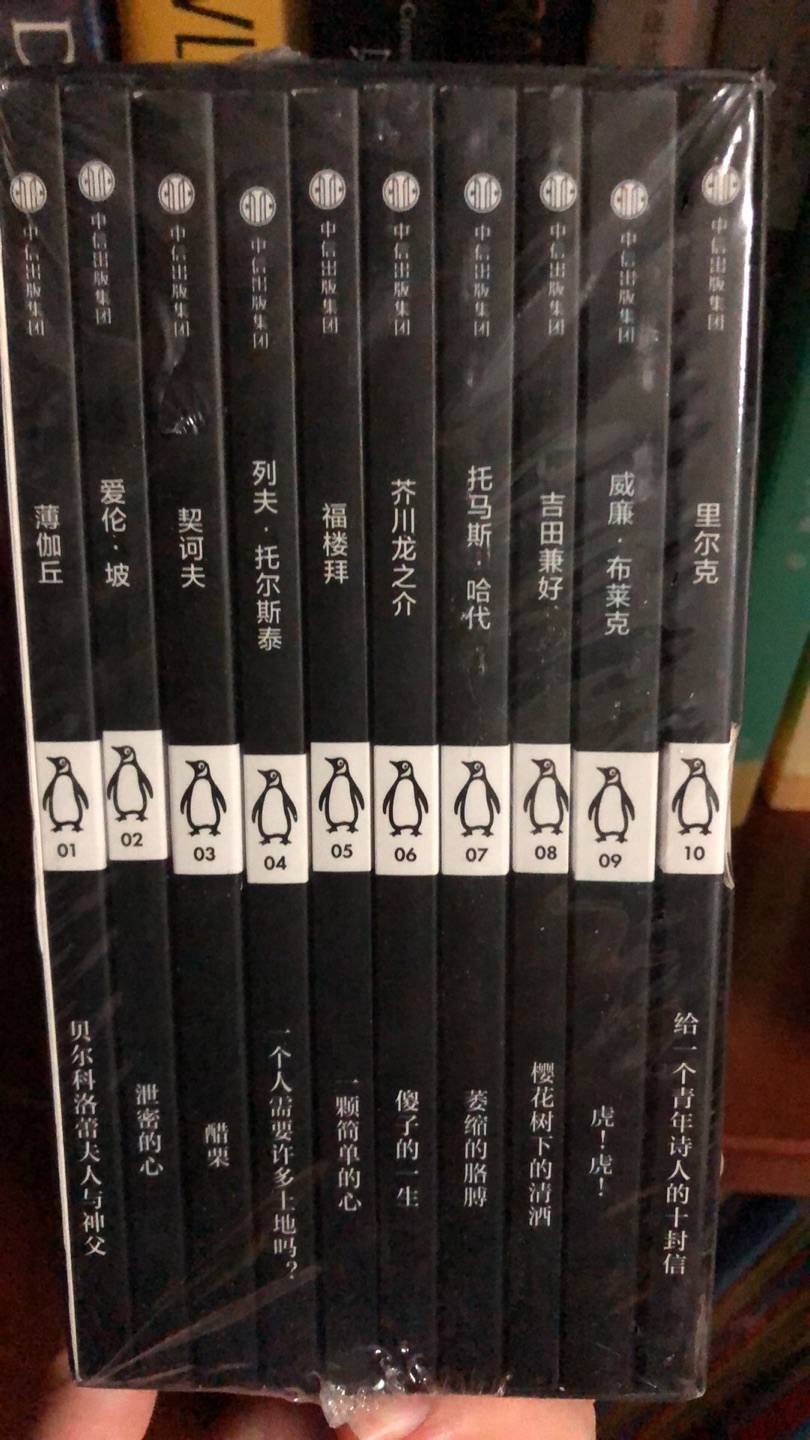 中信出版集团
薄伽丘
01
贝尔科洛蕾夫人与神父
中信出版集团
爱伦·坡
02
泄密的心
中信出版集团
契诃夫
03
醋栗
中信出版集团
列夫·托尔斯泰
04
一个人需要许多土地吗？
中信出版集团
福楼拜
05
一颗简单的心
中信出版集团
芥川龙之介
06
傻子的一生
中信出版集团
托马斯·哈代
07
萎缩的胳膊
中信出版集团
吉田兼好
08
樱花树下的清酒
中信出版集团
威廉·布莱克
09
虎！虎！
中信出版集团
里尔克
10
给一个青年诗人的十封信